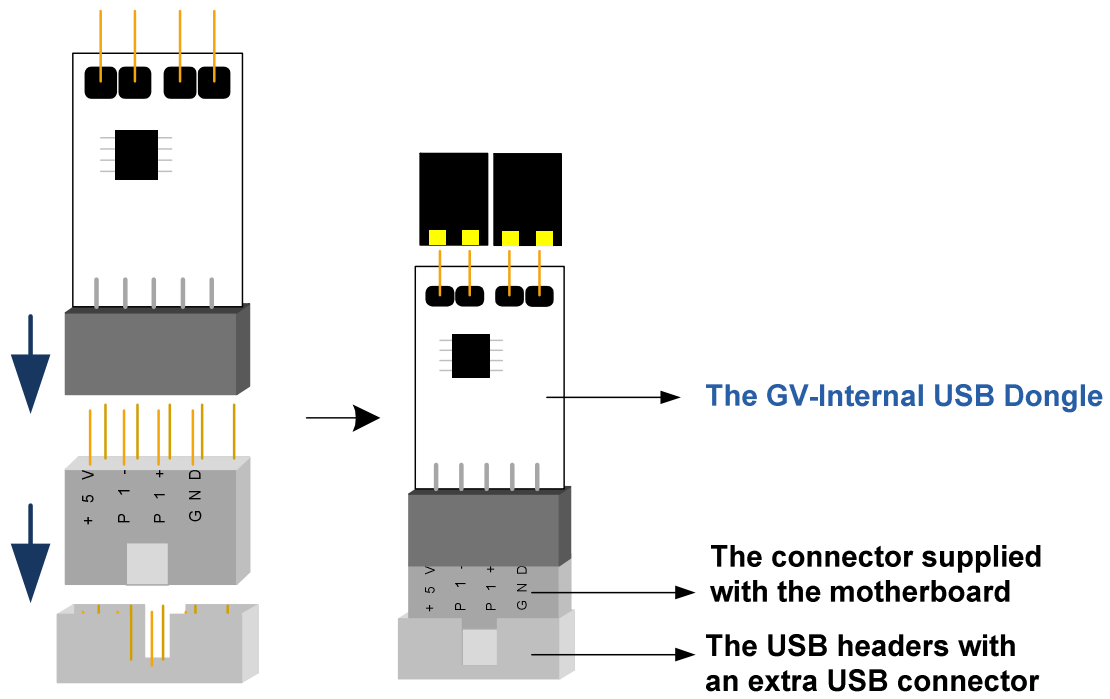 + 5 V
P 1 -
P 1 +
G N D
The GV-Internal USB Dongle
+ 5 V
P 1 -
P 1 +
G N D
The connector supplied
with the motherboard
The USB headers with
an extra USB connector